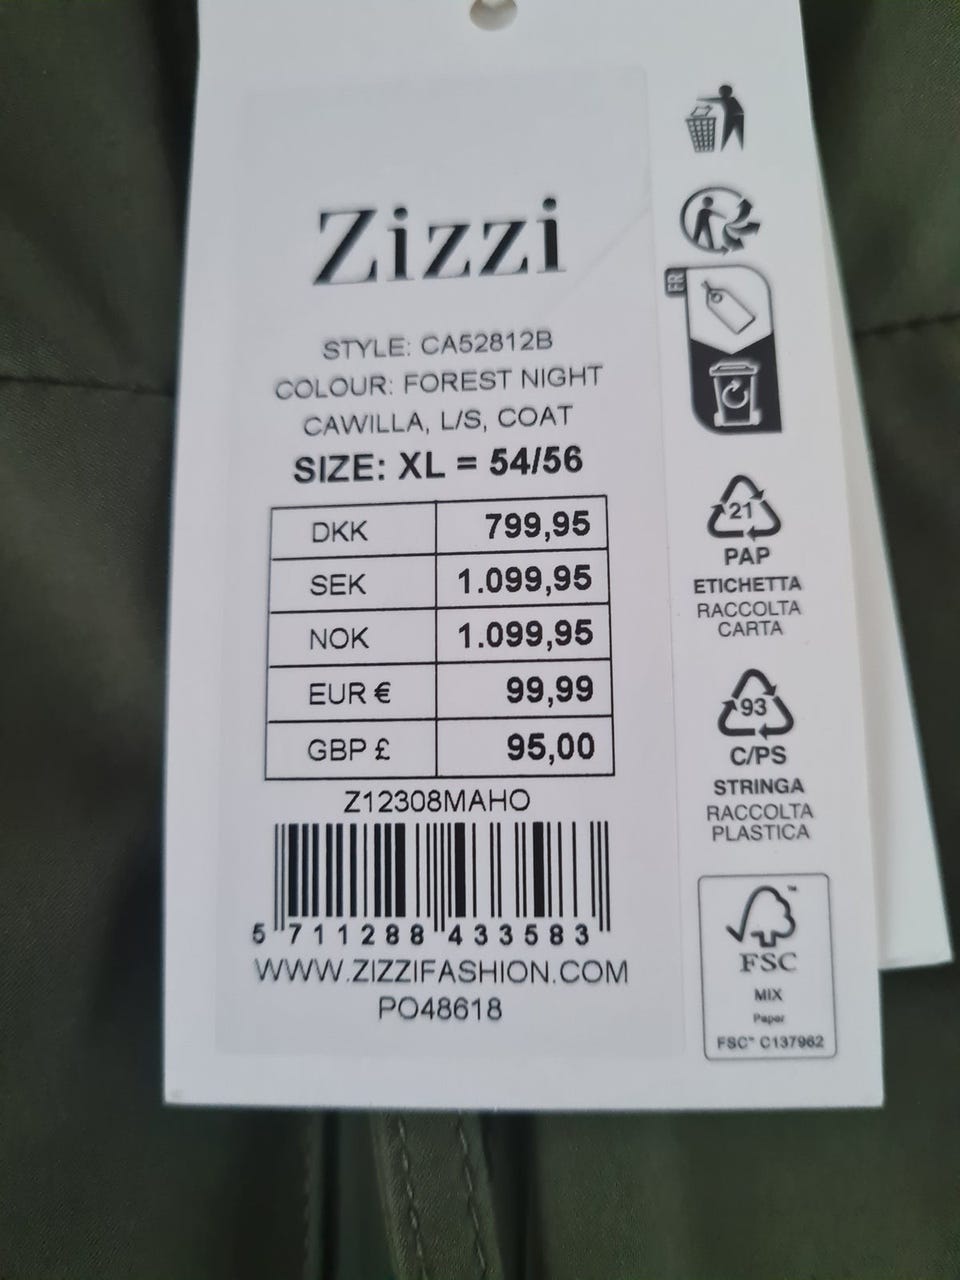 Zizzi
STYLE: CA52812B
COLOUR: FOREST NIGHT
CAWILLA, L/S, COAT
SIZE: XL = 54/56
DKK 799,95
SEK 1.099,95
NOK 1.099,95
EUR € 99,99
GBP £ 95,00
Z12308MAHO
5 711288 433583
WWW.ZIZZIFASHION.COM
PO48618
FR
21
PAP
ETICHETTA
RACCOLTA
CARTA
93
C/PS
STRINGA
RACCOLTA
PLASTICA
FSC™
MIX
Paper
FSC™ C137962